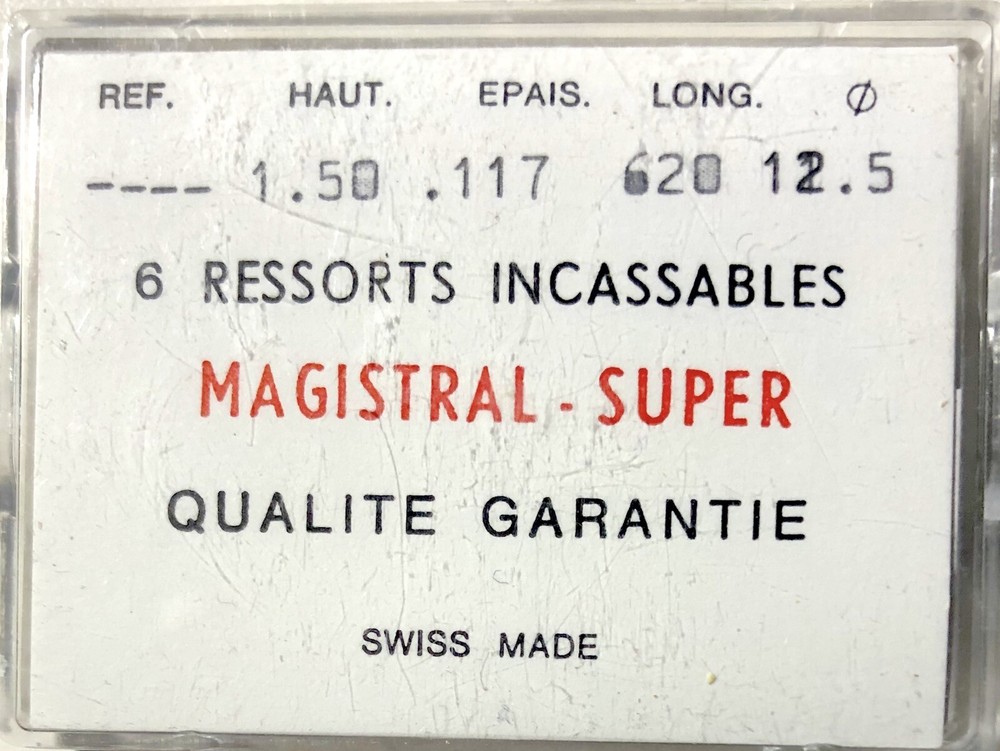 REF. HAUT. EPAIS. LONG. Ø
---- 1.50 .117 620 12.5
6 RESSORTS INCASSABLES
MAGISTRAL - SUPER
QUALITE GARANTIE
SWISS MADE